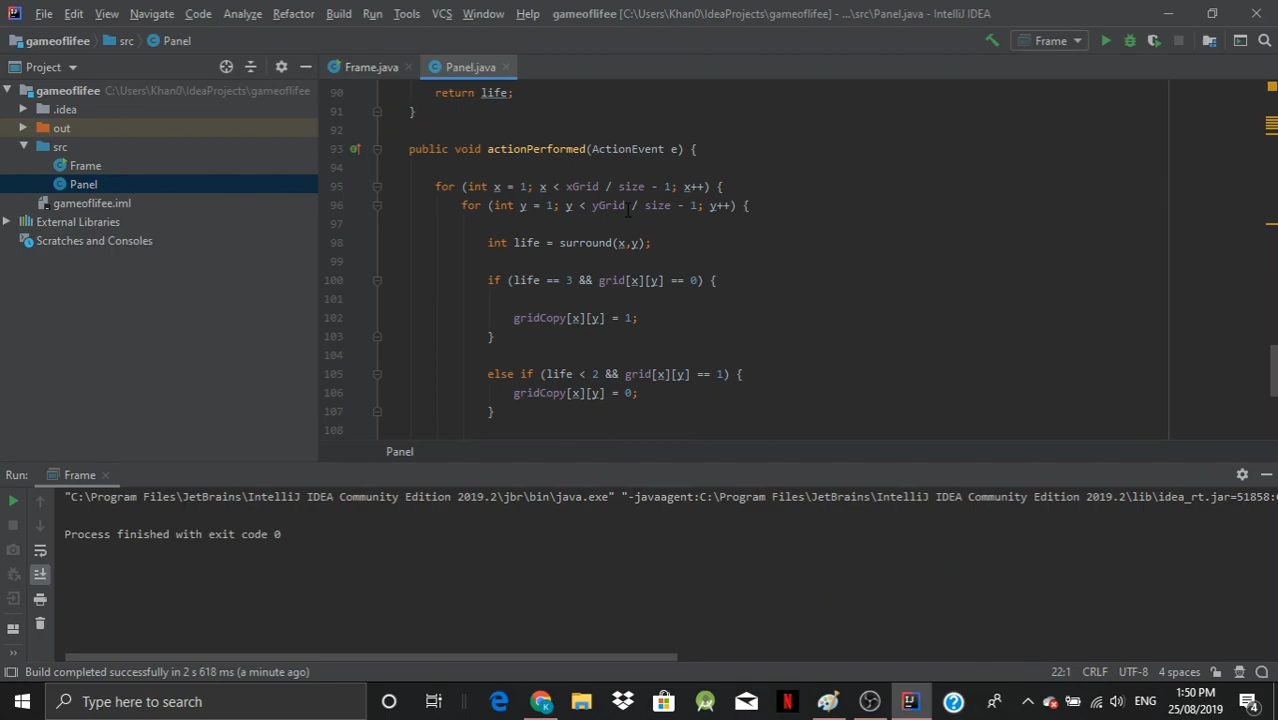 File Edit View Navigate Code Analyze Refactor Build Run Tools VCS Window Help gameoflifee [C:\Users\Khan0\IdeaProjects\gameoflifee] - ...\src\Panel.java - IntelliJ IDEA
gameoflifee src Panel Frame
Project Frame.java Panel.java
gameoflifee C:\Users\Khan0\IdeaProjects\gameoflifee
.idea
out
src
Frame
Panel
gameoflifee.iml
External Libraries
Scratches and Consoles
90 return life;
91 }
92
93 public void actionPerformed(ActionEvent e) {
94
95 for (int x = 1; x < xGrid / size - 1; x++) {
96 for (int y = 1; y < yGrid / size - 1; y++) {
97
98 int life = surround(x,y);
99
100 if (life == 3 && grid[x][y] == 0) {
101
102 gridCopy[x][y] = 1;
103 }
104
105 else if (life < 2 && grid[x][y] == 1) {
106 gridCopy[x][y] = 0;
107 }
108
Panel
Run: Frame
"C:\Program Files\JetBrains\IntelliJ IDEA Community Edition 2019.2\jbr\bin\java.exe" "-javaagent:C:\Program Files\JetBrains\IntelliJ IDEA Community Edition 2019.2\lib\idea_rt.jar=51858:
Process finished with exit code 0
Build completed successfully in 2 s 618 ms (a minute ago) 22:1 CRLF UTF-8 4 spaces
Type here to search ENG 1:50 PM
25/08/2019 4